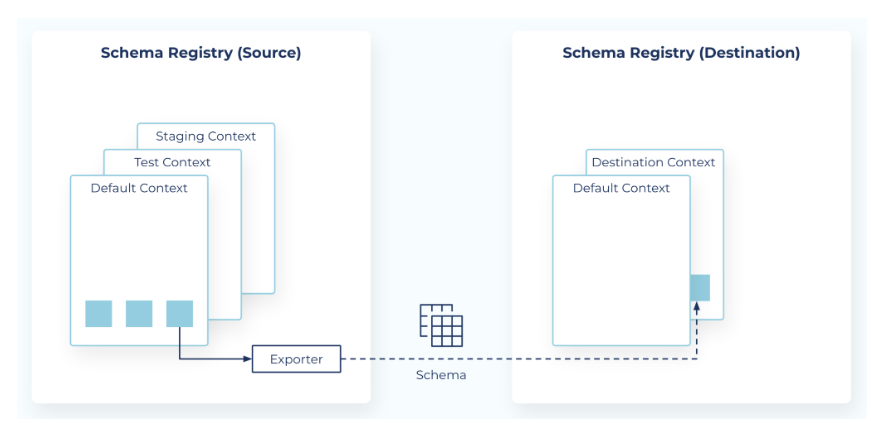 Schema Registry (Source)
Schema Registry (Destination)
Staging Context
Test Context
Default Context
Destination Context
Default Context
Exporter
Schema